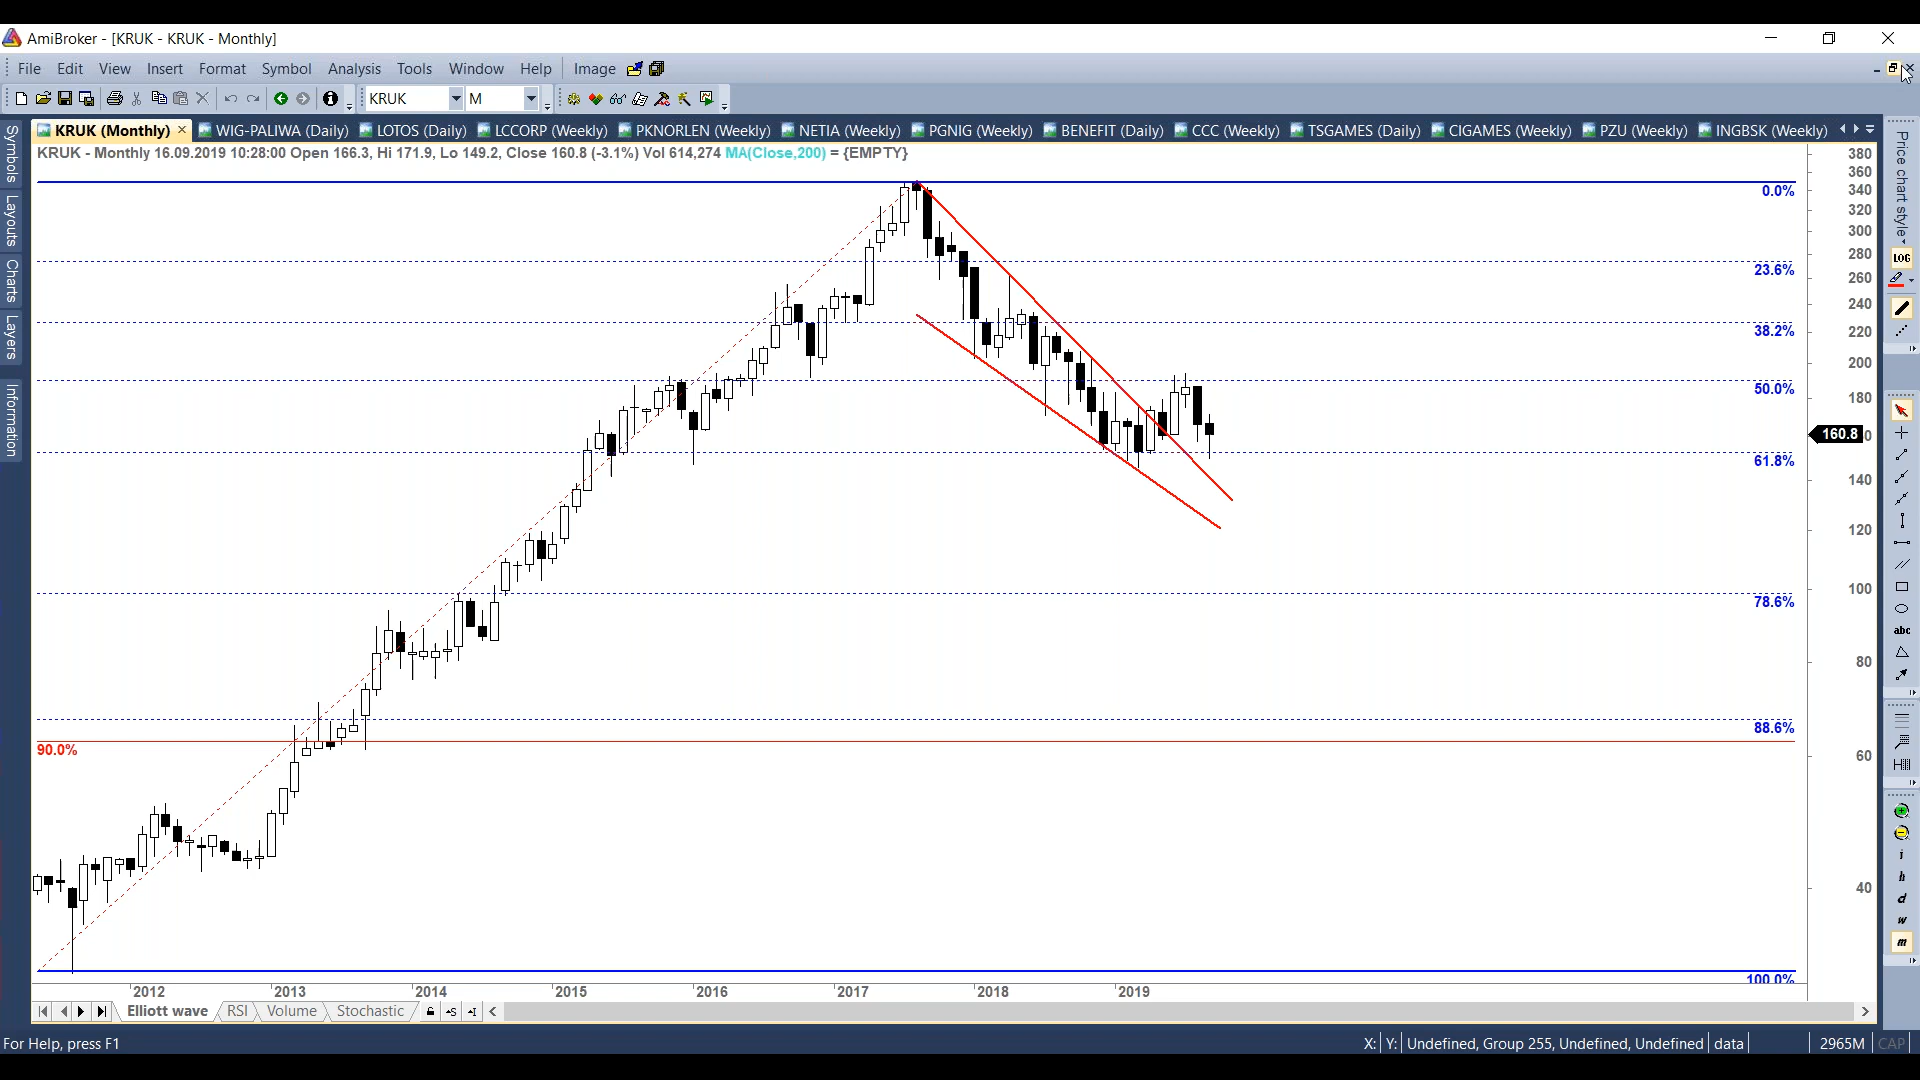 AmiBroker - [KRUK - KRUK - Monthly]
File Edit View Insert Format Symbol Analysis Tools Window Help Image
KRUK M
KRUK (Monthly) WIG-PALIWA (Daily) LOTOS (Daily) LCCORP (Weekly) PKNORLEN (Weekly) NETIA (Weekly) PGNIG (Weekly) BENEFIT (Daily) CCC (Weekly) TSGAMES (Daily) CIGAMES (Weekly) PZU (Weekly) INGBSK (Weekly)
KRUK - Monthly 16.09.2019 10:28:00 Open 166.3, Hi 171.9, Lo 149.2, Close 160.8 (-3.1%) Vol 614,274 MA(Close,200) = {EMPTY}
Symbols
Layouts
Charts
Layers
Information
0.0%
23.6%
38.2%
50.0%
61.8%
78.6%
88.6%
90.0%
100.0%
380
360
340
320
300
280
260
240
220
200
180
160.8
140
120
100
80
60
40
Price chart style
LOG
abc
i
h
d
w
m
2012 2013 2014 2015 2016 2017 2018 2019
Elliott wave RSI Volume Stochastic
For Help, press F1
X: Y: Undefined, Group 255, Undefined, Undefined data 2965M CAP